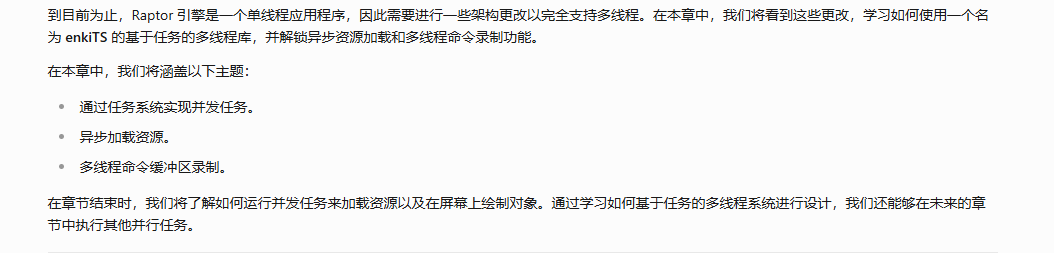 到目前为止，Raptor 引擎是一个单线程应用程序，因此需要进行一些架构更改以完全支持多线程。在本章中，我们将看到这些更改，学习如何使用一个名
为 enkiTS 的基于任务的多线程库，并解锁异步资源加载和多线程命令录制功能。
在本章中，我们将涵盖以下主题：
• 通过任务系统实现并发任务。
• 异步加载资源。
• 多线程命令缓冲区录制。
在章节结束时，我们将了解如何运行并发任务来加载资源以及在屏幕上绘制对象。通过学习如何基于任务的多线程系统进行设计，我们还能够在未来的章
节中执行其他并行任务。